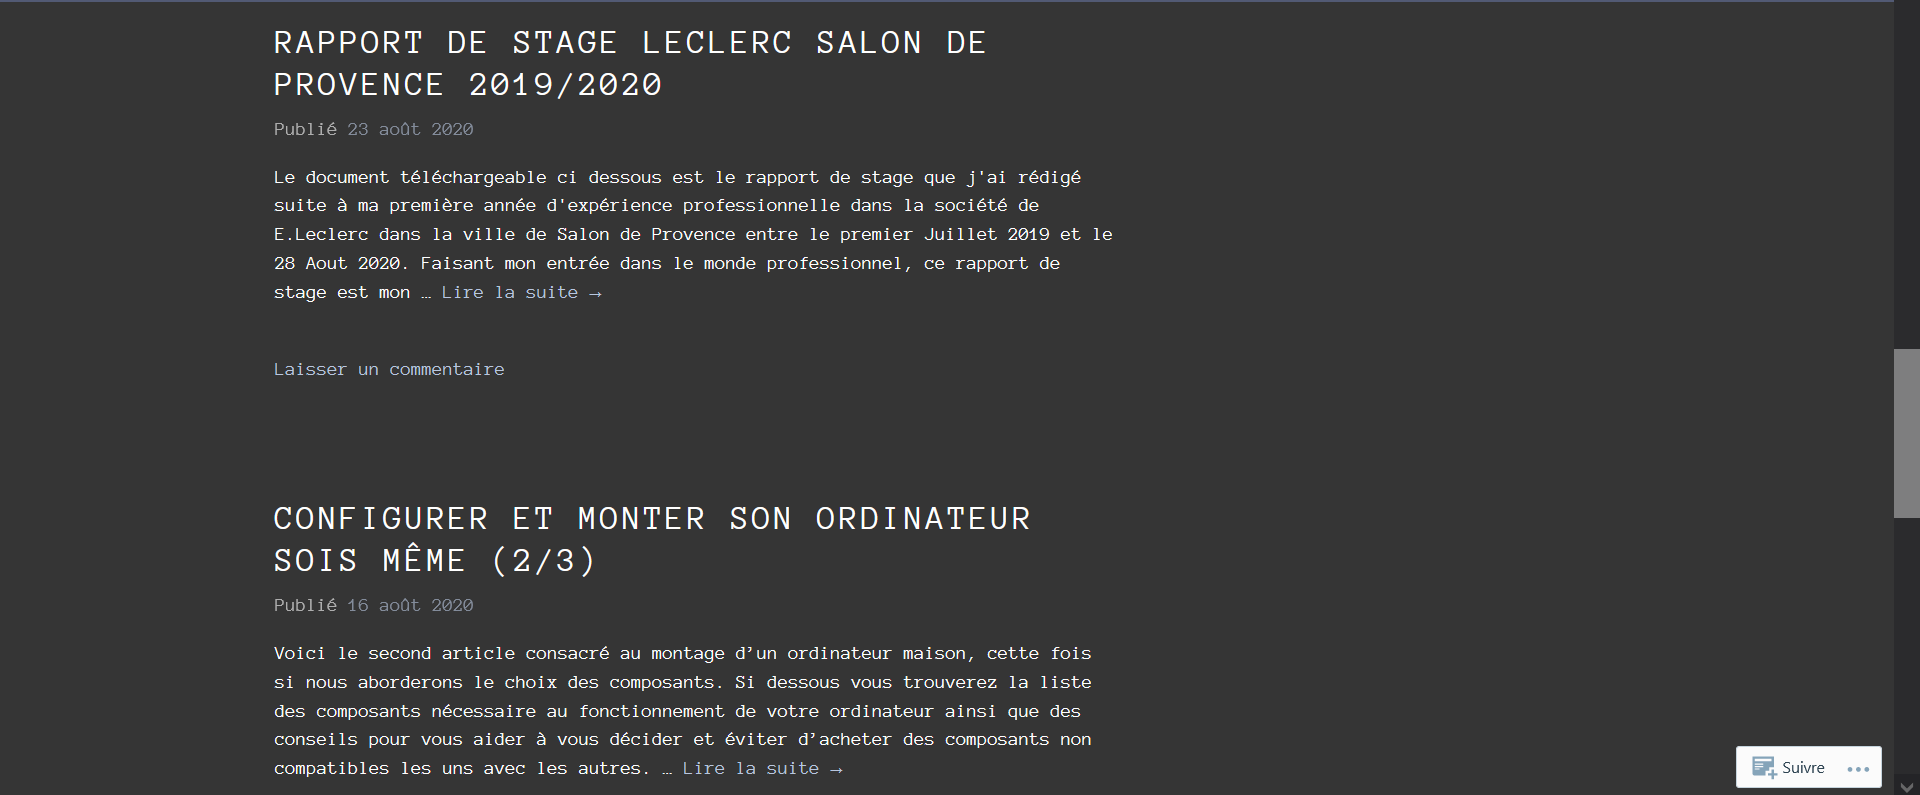 RAPPORT DE STAGE LECLERC SALON DE
PROVENCE 2019/2020
Publié 23 août 2020
Le document téléchargeable ci dessous est le rapport de stage que j'ai rédigé
suite à ma première année d'expérience professionnelle dans la société de
E.Leclerc dans la ville de Salon de Provence entre le premier Juillet 2019 et le
28 Aout 2020. Faisant mon entrée dans le monde professionnel, ce rapport de
stage est mon … Lire la suite →
Laisser un commentaire
CONFIGURER ET MONTER SON ORDINATEUR
SOIS MÊME (2/3)
Publié 16 août 2020
Voici le second article consacré au montage d’un ordinateur maison, cette fois
si nous aborderons le choix des composants. Si dessous vous trouverez la liste
des composants nécessaire au fonctionnement de votre ordinateur ainsi que des
conseils pour vous aider à vous décider et éviter d’acheter des composants non
compatibles les uns avec les autres. … Lire la suite →
Suivre